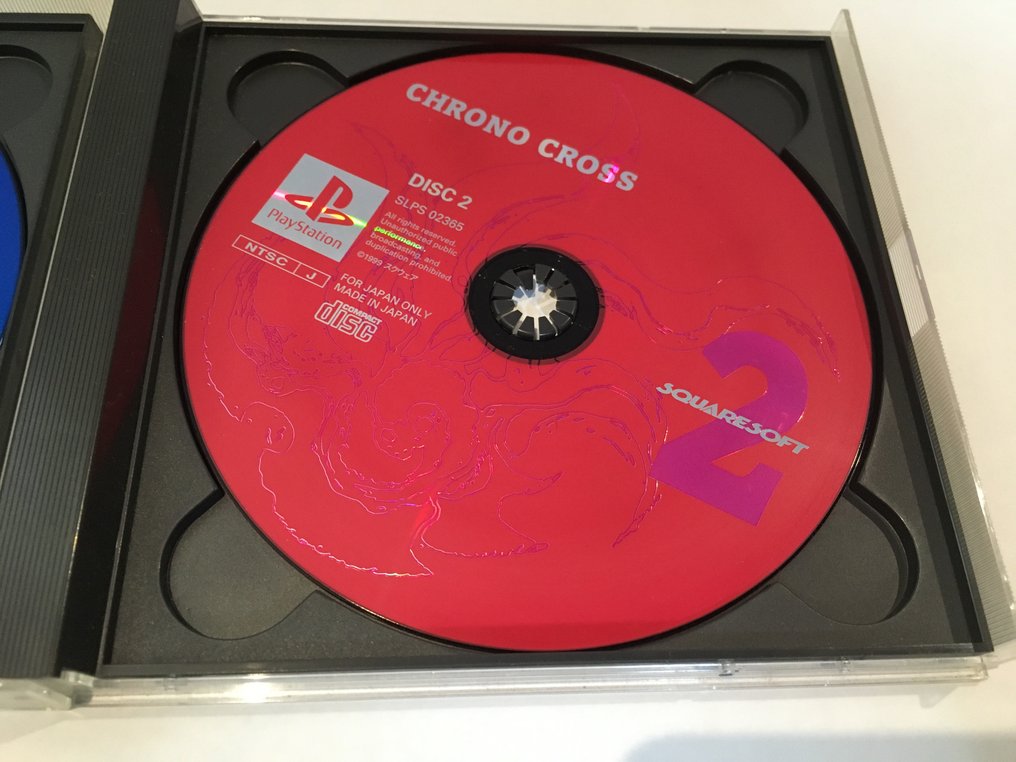 CHRONO CROSS
DISC 2
SLPS 02365
All rights reserved.
Unauthorized public
performance,
broadcasting, and
duplication prohibited.
©1999 スクウェア
PlayStation
NTSC J
FOR JAPAN ONLY
MADE IN JAPAN
COMPACT
disc
2
SQUARESOFT